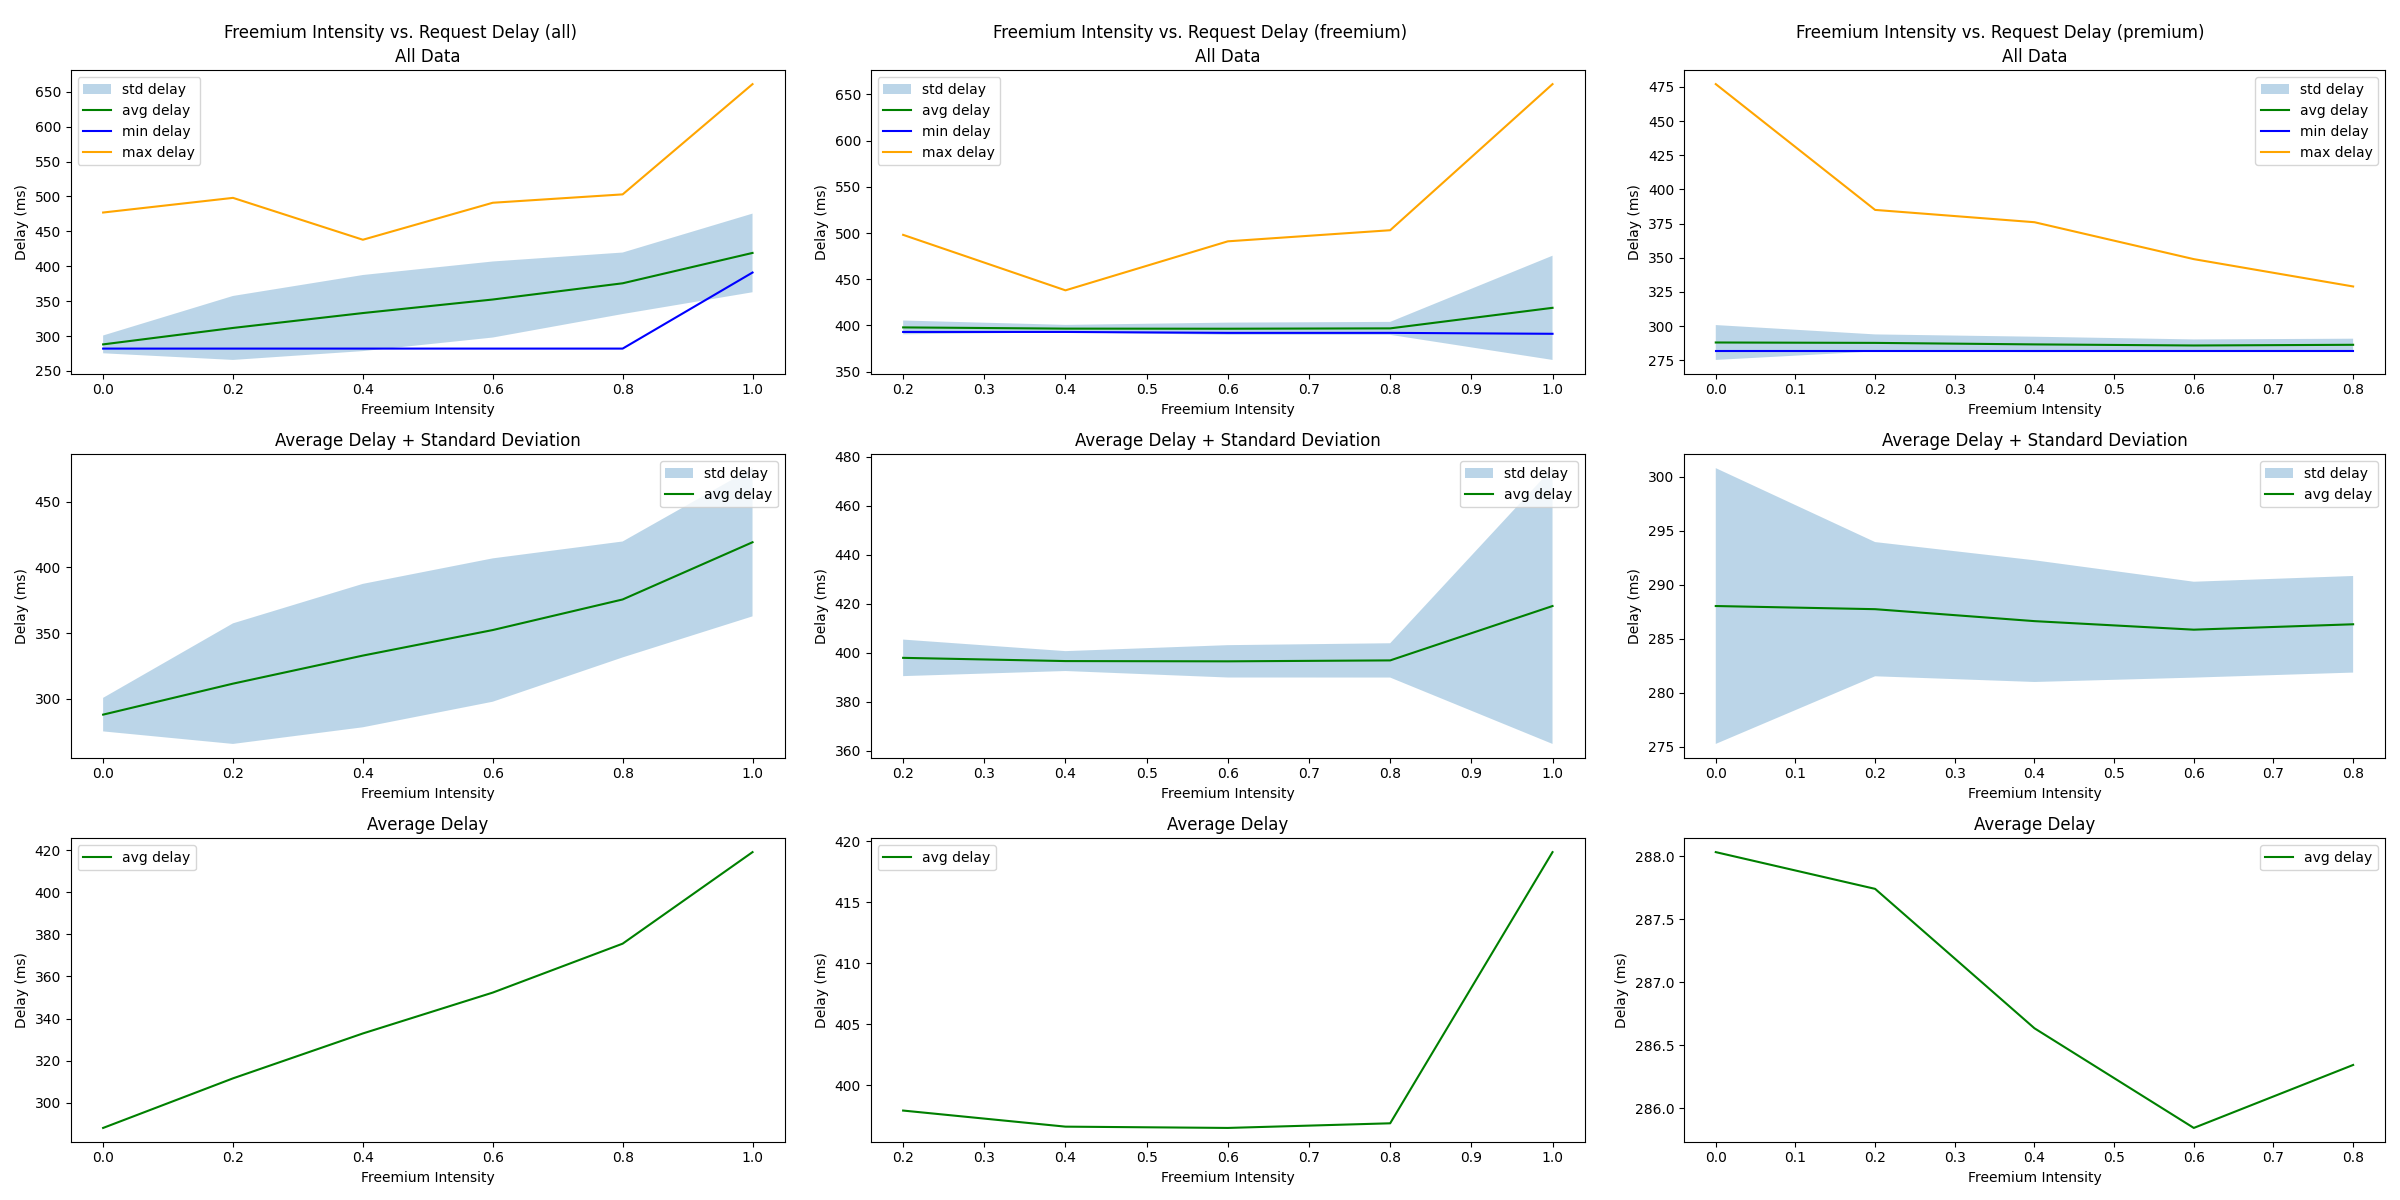 Freemium Intensity vs. Request Delay (all)
All Data
std delay
avg delay
min delay
max delay
650
600
550
500
450
400
350
300
250
Delay (ms)
0.0 0.2 0.4 0.6 0.8 1.0
Freemium Intensity
Freemium Intensity vs. Request Delay (freemium)
All Data
std delay
avg delay
min delay
max delay
650
600
550
500
450
400
350
Delay (ms)
0.2 0.3 0.4 0.5 0.6 0.7 0.8 0.9 1.0
Freemium Intensity
Freemium Intensity vs. Request Delay (premium)
All Data
std delay
avg delay
min delay
max delay
475
450
425
400
375
350
325
300
275
Delay (ms)
0.0 0.1 0.2 0.3 0.4 0.5 0.6 0.7 0.8
Freemium Intensity
Average Delay + Standard Deviation
std delay
avg delay
450
400
350
300
Delay (ms)
0.0 0.2 0.4 0.6 0.8 1.0
Freemium Intensity
Average Delay + Standard Deviation
std delay
avg delay
480
460
440
420
400
380
360
Delay (ms)
0.2 0.3 0.4 0.5 0.6 0.7 0.8 0.9 1.0
Freemium Intensity
Average Delay + Standard Deviation
std delay
avg delay
300
295
290
285
280
275
Delay (ms)
0.0 0.1 0.2 0.3 0.4 0.5 0.6 0.7 0.8
Freemium Intensity
Average Delay
avg delay
420
400
380
360
340
320
300
Delay (ms)
0.0 0.2 0.4 0.6 0.8 1.0
Freemium Intensity
Average Delay
avg delay
420
415
410
405
400
Delay (ms)
0.2 0.3 0.4 0.5 0.6 0.7 0.8 0.9 1.0
Freemium Intensity
Average Delay
avg delay
288.0
287.5
287.0
286.5
286.0
Delay (ms)
0.0 0.1 0.2 0.3 0.4 0.5 0.6 0.7 0.8
Freemium Intensity